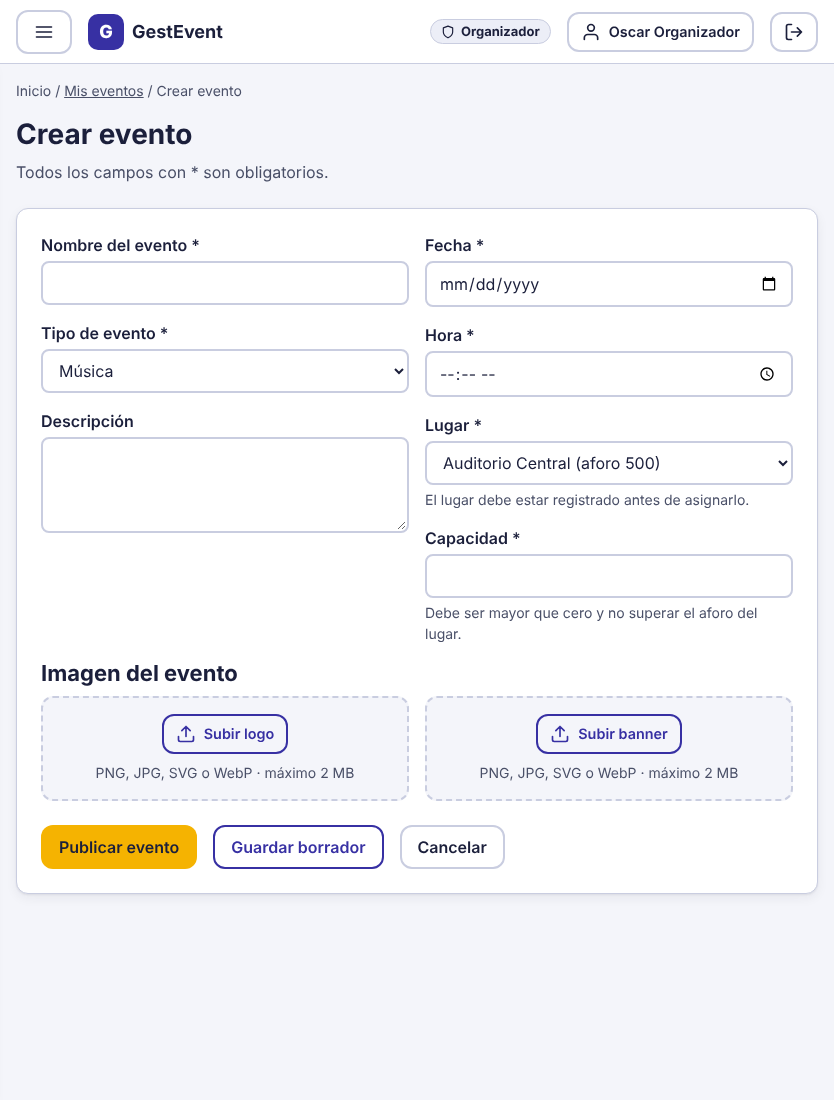 G GestEvent
Organizador
Oscar Organizador
Inicio / Mis eventos / Crear evento
Crear evento
Todos los campos con * son obligatorios.
Nombre del evento *
Tipo de evento *
Música
Descripción
Fecha *
mm/dd/yyyy
Hora *
--:-- --
Lugar *
Auditorio Central (aforo 500)
El lugar debe estar registrado antes de asignarlo.
Capacidad *
Debe ser mayor que cero y no superar el aforo del
lugar.
Imagen del evento
Subir logo
PNG, JPG, SVG o WebP · máximo 2 MB
Subir banner
PNG, JPG, SVG o WebP · máximo 2 MB
Publicar evento
Guardar borrador
Cancelar